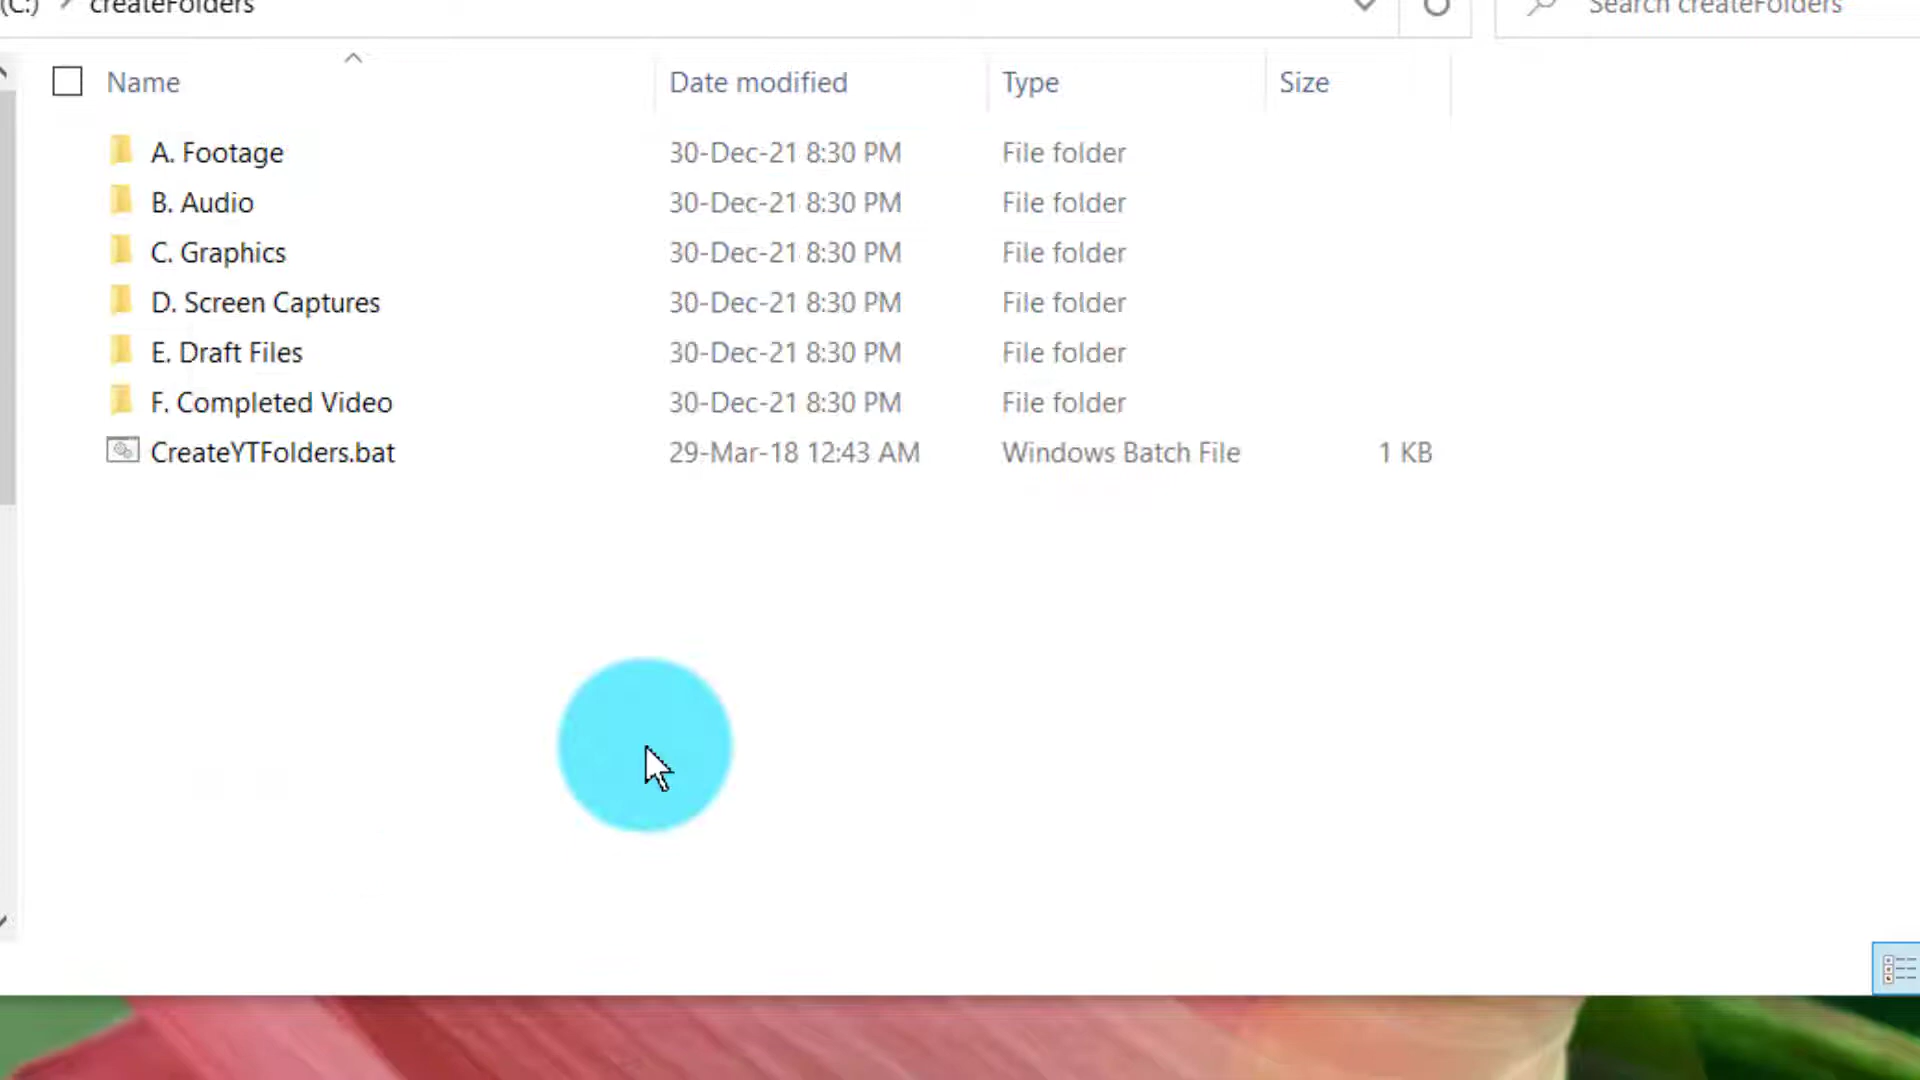 (C:) createFolders Search createFolders
Name Date modified Type Size
A. Footage 30-Dec-21 8:30 PM File folder
B. Audio 30-Dec-21 8:30 PM File folder
C. Graphics 30-Dec-21 8:30 PM File folder
D. Screen Captures 30-Dec-21 8:30 PM File folder
E. Draft Files 30-Dec-21 8:30 PM File folder
F. Completed Video 30-Dec-21 8:30 PM File folder
CreateYTFolders.bat 29-Mar-18 12:43 AM Windows Batch File 1 KB